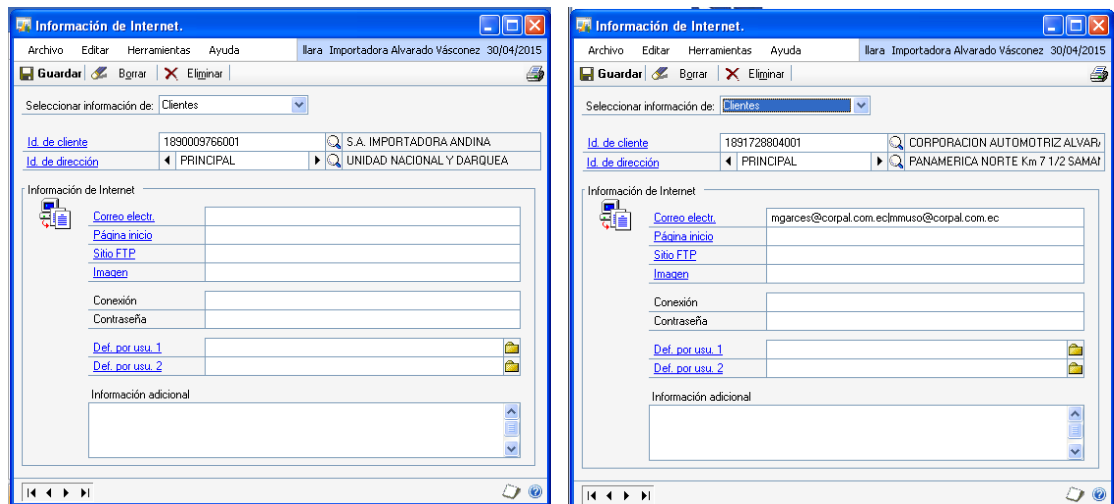 Información de Internet.
Archivo Editar Herramientas Ayuda llara Importadora Alvarado Vásconez 30/04/2015
Guardar Borrar Eliminar
Seleccionar información de: Clientes
Id. de cliente 1890009766001 S.A. IMPORTADORA ANDINA
Id. de dirección PRINCIPAL UNIDAD NACIONAL Y DARQUEA
Información de Internet
Correo electr.
Página inicio
Sitio FTP
Imagen
Conexión
Contraseña
Def. por usu. 1
Def. por usu. 2
Información adicional
Información de Internet.
Archivo Editar Herramientas Ayuda llara Importadora Alvarado Vásconez 30/04/2015
Guardar Borrar Eliminar
Seleccionar información de: Clientes
Id. de cliente 1891728804001 CORPORACION AUTOMOTRIZ ALVAR
Id. de dirección PRINCIPAL PANAMERICA NORTE Km 7 1/2 SAMAN
Información de Internet
Correo electr. mgarces@corpal.com.ec|mmuso@corpal.com.ec
Página inicio
Sitio FTP
Imagen
Conexión
Contraseña
Def. por usu. 1
Def. por usu. 2
Información adicional